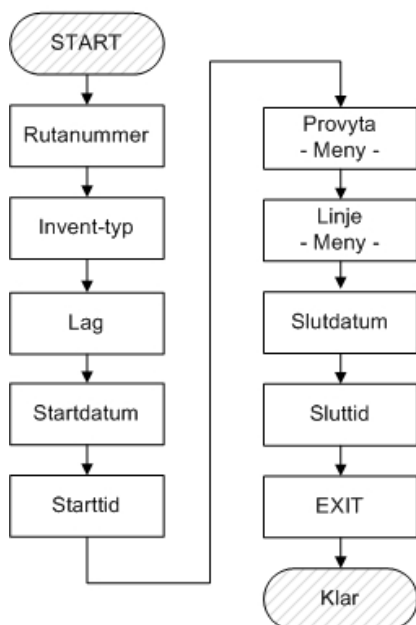 START
Rutanummer
Invent-typ
Lag
Startdatum
Starttid
Provyta
- Meny -
Linje
- Meny -
Slutdatum
Sluttid
EXIT
Klar